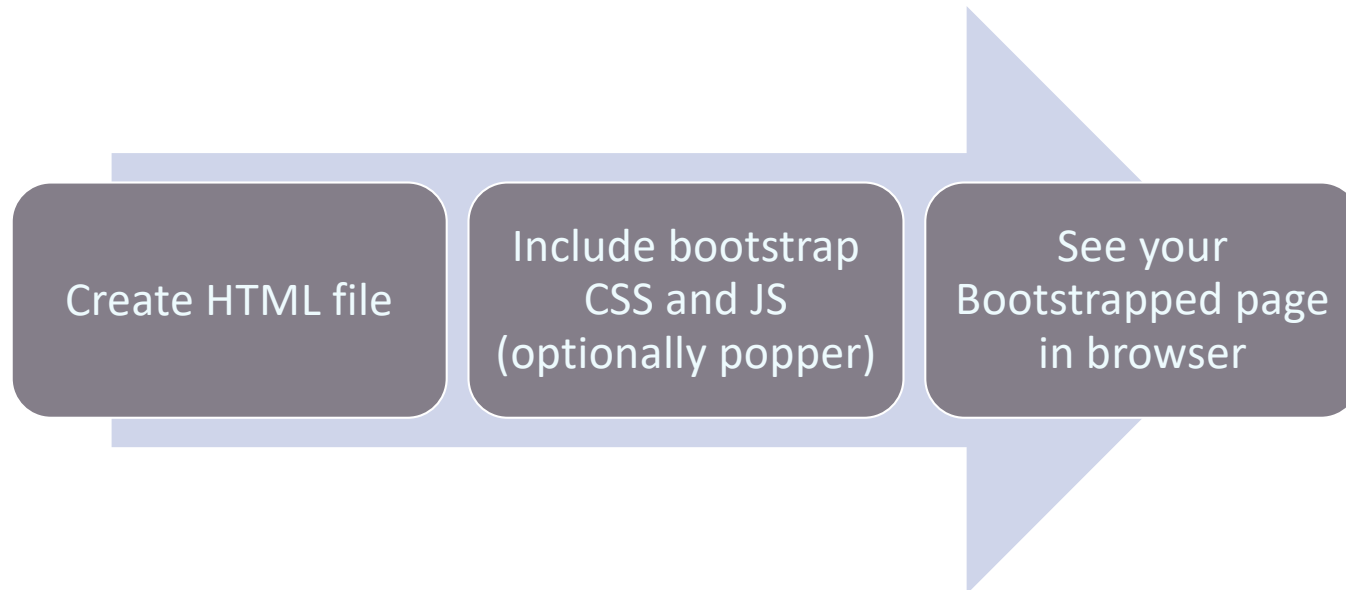 Create HTML file
Include bootstrap
CSS and JS
(optionally popper)
See your
Bootstrapped page
in browser